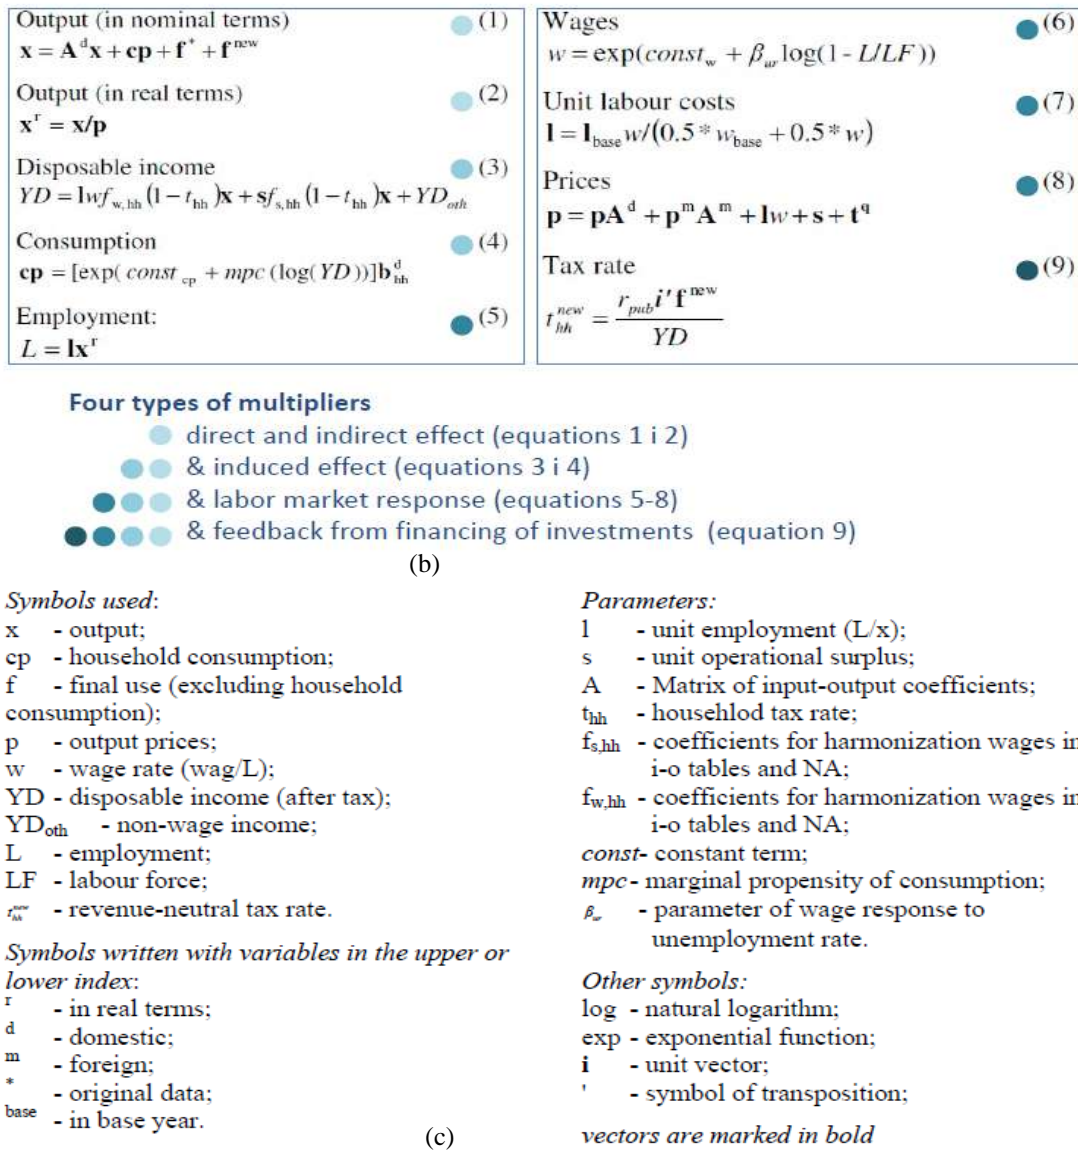 Output (in nominal terms) (1)
x = A^d x + cp + f^* + f^new
Output (in real terms) (2)
x^r = x/p
Disposable income (3)
YD = lwf_w,hh (1 − t_hh)x + sf_s,hh (1 − t_hh)x + YD_oth
Consumption (4)
cp = [exp( const_cp + mpc (log(YD))]b^d_hh
Employment: (5)
L = lx^r
Wages (6)
w = exp(const_w + β_ur log(1 - L/LF))
Unit labour costs (7)
l = l_base w/(0.5 * w_base + 0.5 * w)
Prices (8)
p = pA^d + p^m A^m + lw + s + t^q
Tax rate (9)
t^new_hh = r_pub i' f^new / YD
Four types of multipliers
direct and indirect effect (equations 1 i 2)
& induced effect (equations 3 i 4)
& labor market response (equations 5-8)
& feedback from financing of investments (equation 9)
(b)
Symbols used:
x - output;
cp - household consumption;
f - final use (excluding household
consumption);
p - output prices;
w - wage rate (wag/L);
YD - disposable income (after tax);
YD_oth - non-wage income;
L - employment;
LF - labour force;
t^new_hh - revenue-neutral tax rate.
Symbols written with variables in the upper or
lower index:
r - in real terms;
d - domestic;
m - foreign;
* - original data;
base - in base year.
Parameters:
l - unit employment (L/x);
s - unit operational surplus;
A - Matrix of input-output coefficients;
t_hh - househlod tax rate;
f_s,hh - coefficients for harmonization wages in
i-o tables and NA;
f_w,hh - coefficients for harmonization wages in
i-o tables and NA;
const- constant term;
mpc - marginal propensity of consumption;
β_ur - parameter of wage response to
unemployment rate.
Other symbols:
log - natural logarithm;
exp - exponential function;
i - unit vector;
' - symbol of transposition;
vectors are marked in bold
(c)